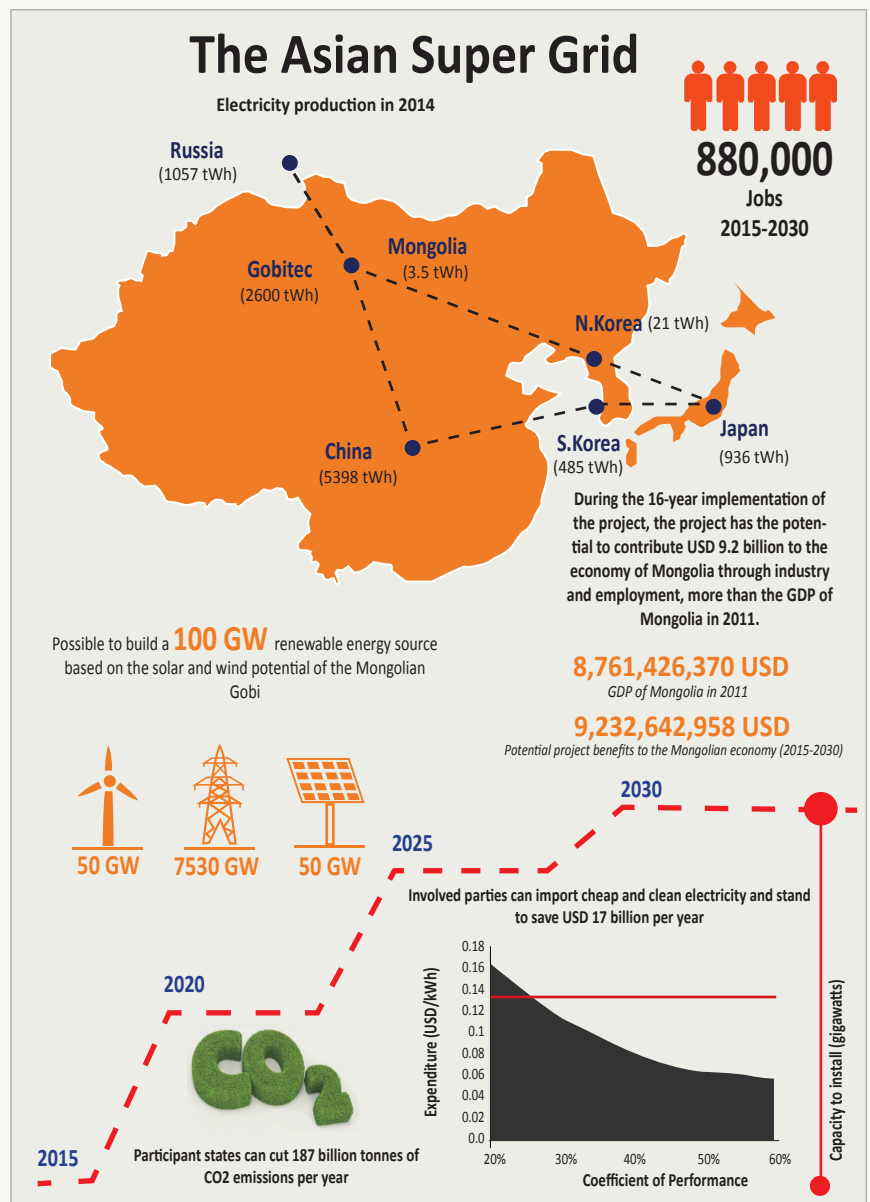 The Asian Super Grid
Electricity production in 2014
880,000
Jobs
2015-2030
Russia
(1057 tWh)
Mongolia
(3.5 tWh)
Gobitec
(2600 tWh)
N.Korea (21 tWh)
China
(5398 tWh)
S.Korea
(485 tWh)
Japan
(936 tWh)
During the 16-year implementation of
the project, the project has the poten-
tial to contribute USD 9.2 billion to the
economy of Mongolia through industry
and employment, more than the GDP of
Mongolia in 2011.
Possible to build a 100 GW renewable energy source
based on the solar and wind potential of the Mongolian
Gobi
8,761,426,370 USD
GDP of Mongolia in 2011
9,232,642,958 USD
Potential project benefits to the Mongolian economy (2015-2030)
50 GW
7530 GW
50 GW
2030
2025
2020
2015
Involved parties can import cheap and clean electricity and stand
to save USD 17 billion per year
Expenditure (USD/kWh)
0.18
0.16
0.14
0.12
0.1
0.08
0.06
0.04
0.02
0.0
20%
30%
40%
50%
60%
Coefficient of Performance
Capacity to install (gigawatts)
CO2
Participant states can cut 187 billion tonnes of
CO2 emissions per year